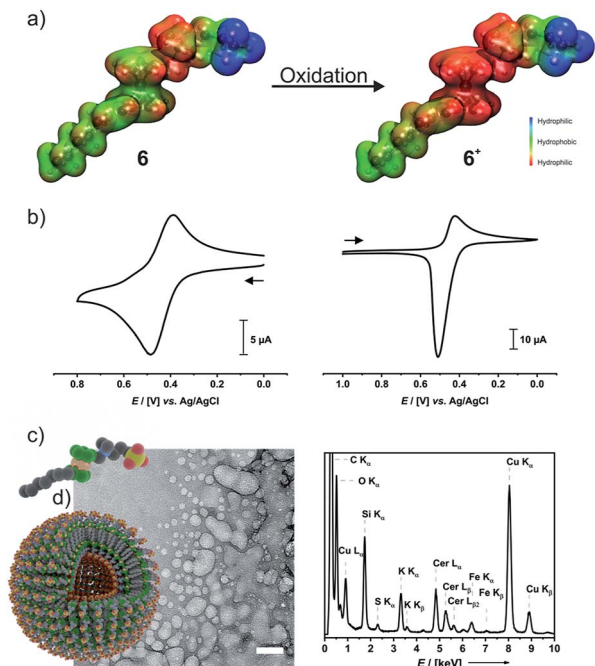 a)
Oxidation
6
6+
Hydrophilic
Hydrophobic
Hydrophilic
b)
5 µA
10 µA
0.8 0.6 0.4 0.2 0.0
E / [V] vs. Ag/AgCl
1.0 0.8 0.6 0.4 0.2 0.0
E / [V] vs. Ag/AgCl
c)
d)
C Kα
O Kα
Cu Kα
Si Kα
Cu Lα
S Kα
K Kα
K Kβ
Cer Lα
Cer Lβ
Cer Lβ2
Fe Kα
Fe Kβ
Cu Kβ
0 1 2 3 4 5 6 7 8 9 10
E / [keV]